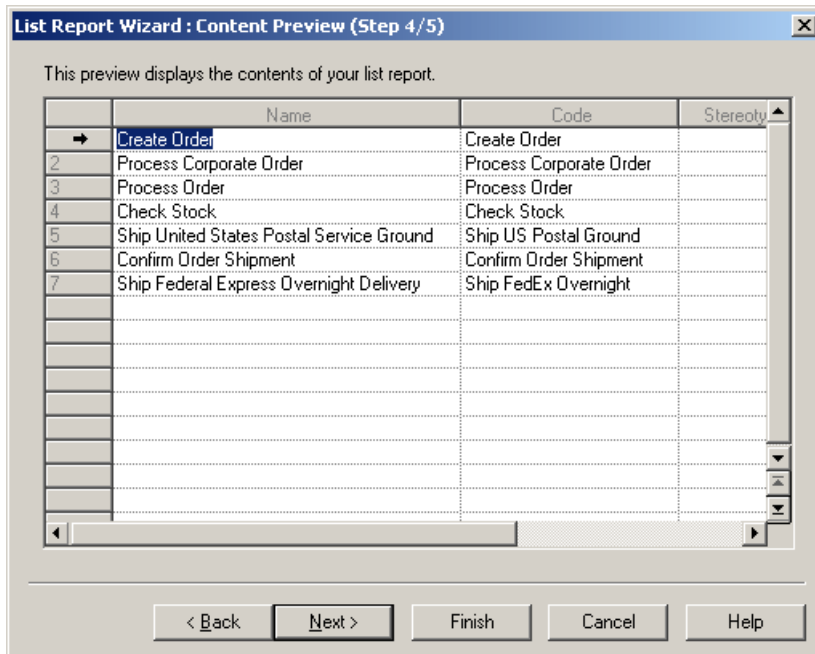 List Report Wizard : Content Preview (Step 4/5)
This preview displays the contents of your list report.
Name Code Stereoty
Create Order Create Order
2 Process Corporate Order Process Corporate Order
3 Process Order Process Order
4 Check Stock Check Stock
5 Ship United States Postal Service Ground Ship US Postal Ground
6 Confirm Order Shipment Confirm Order Shipment
7 Ship Federal Express Overnight Delivery Ship FedEx Overnight
< Back Next > Finish Cancel Help